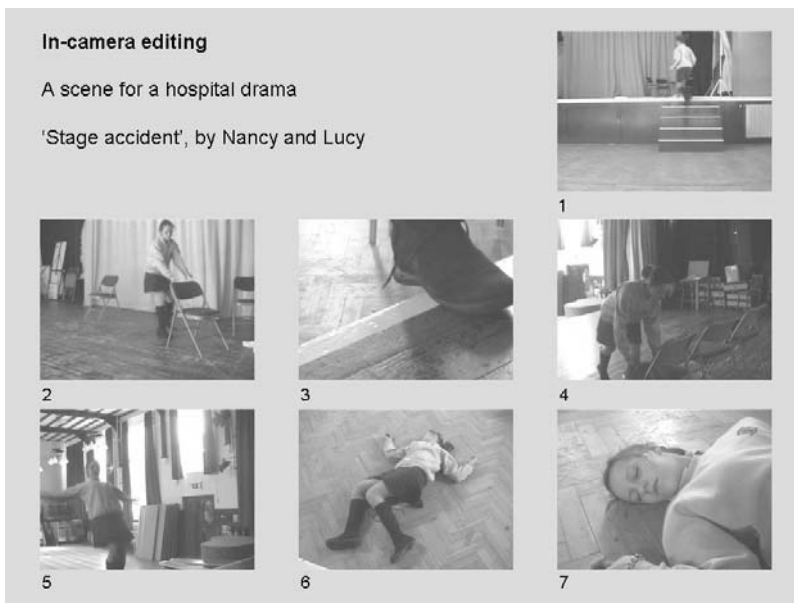 In-camera editing
A scene for a hospital drama
‘Stage accident’, by Nancy and Lucy
1
2
3
4
5
6
7